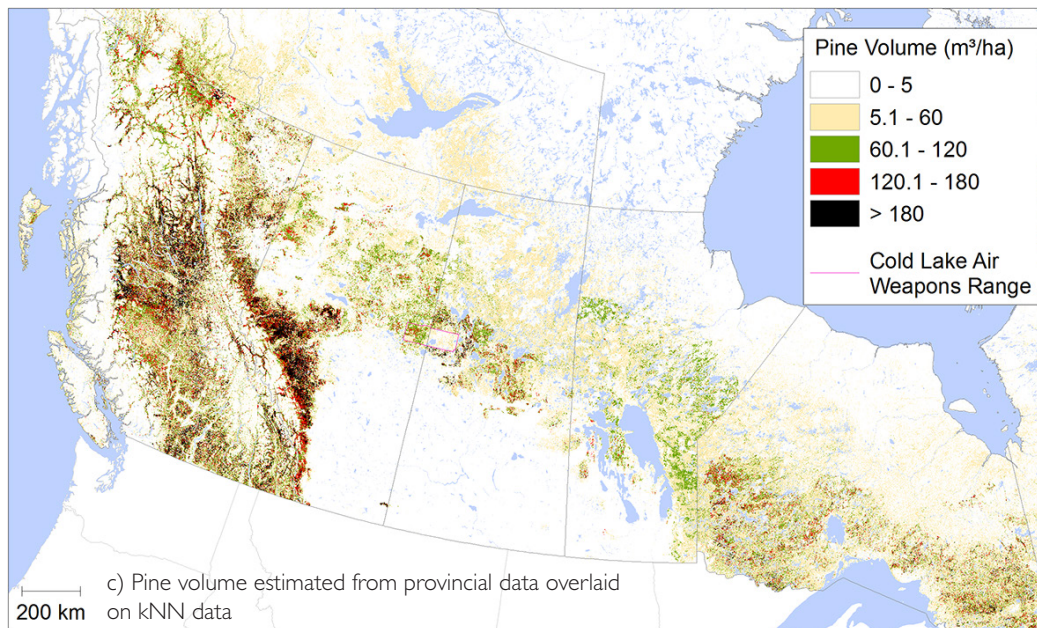 Pine Volume (m³/ha)
0 - 5
5.1 - 60
60.1 - 120
120.1 - 180
> 180
Cold Lake Air
Weapons Range
200 km
c) Pine volume estimated from provincial data overlaid
on kNN data